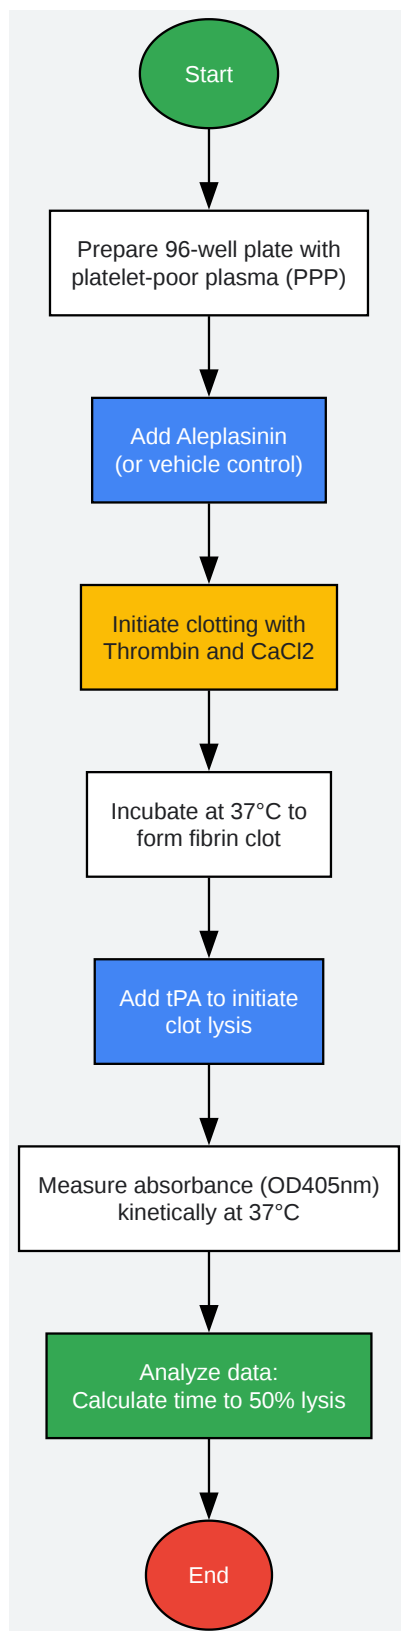 Start
Prepare 96-well plate with
platelet-poor plasma (PPP)
Add Aleplasinin
(or vehicle control)
Initiate clotting with
Thrombin and CaCl2
Incubate at 37°C to
form fibrin clot
Add tPA to initiate
clot lysis
Measure absorbance (OD405nm)
kinetically at 37°C
Analyze data:
Calculate time to 50% lysis
End